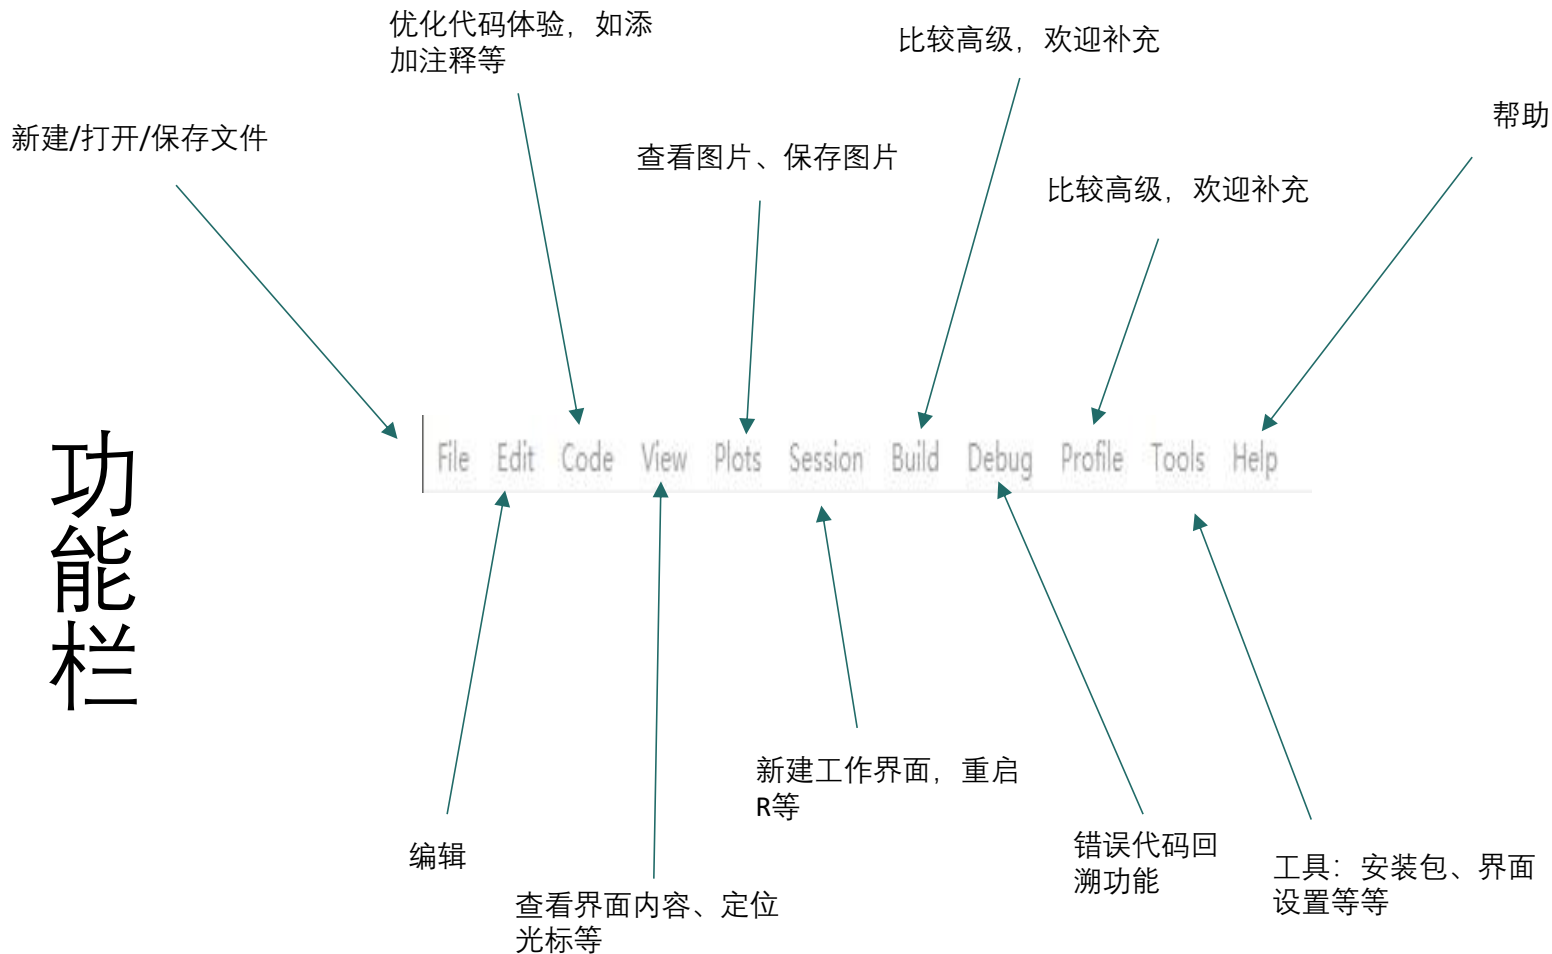 优化代码体验，如添
加注释等
比较高级，欢迎补充
帮助
新建/打开/保存文件
查看图片、保存图片
比较高级，欢迎补充
功能栏
File Edit Code View Plots Session Build Debug Profile Tools Help
新建工作界面，重启
R等
编辑
错误代码回
溯功能
工具：安装包、界面
设置等等
查看界面内容、定位
光标等